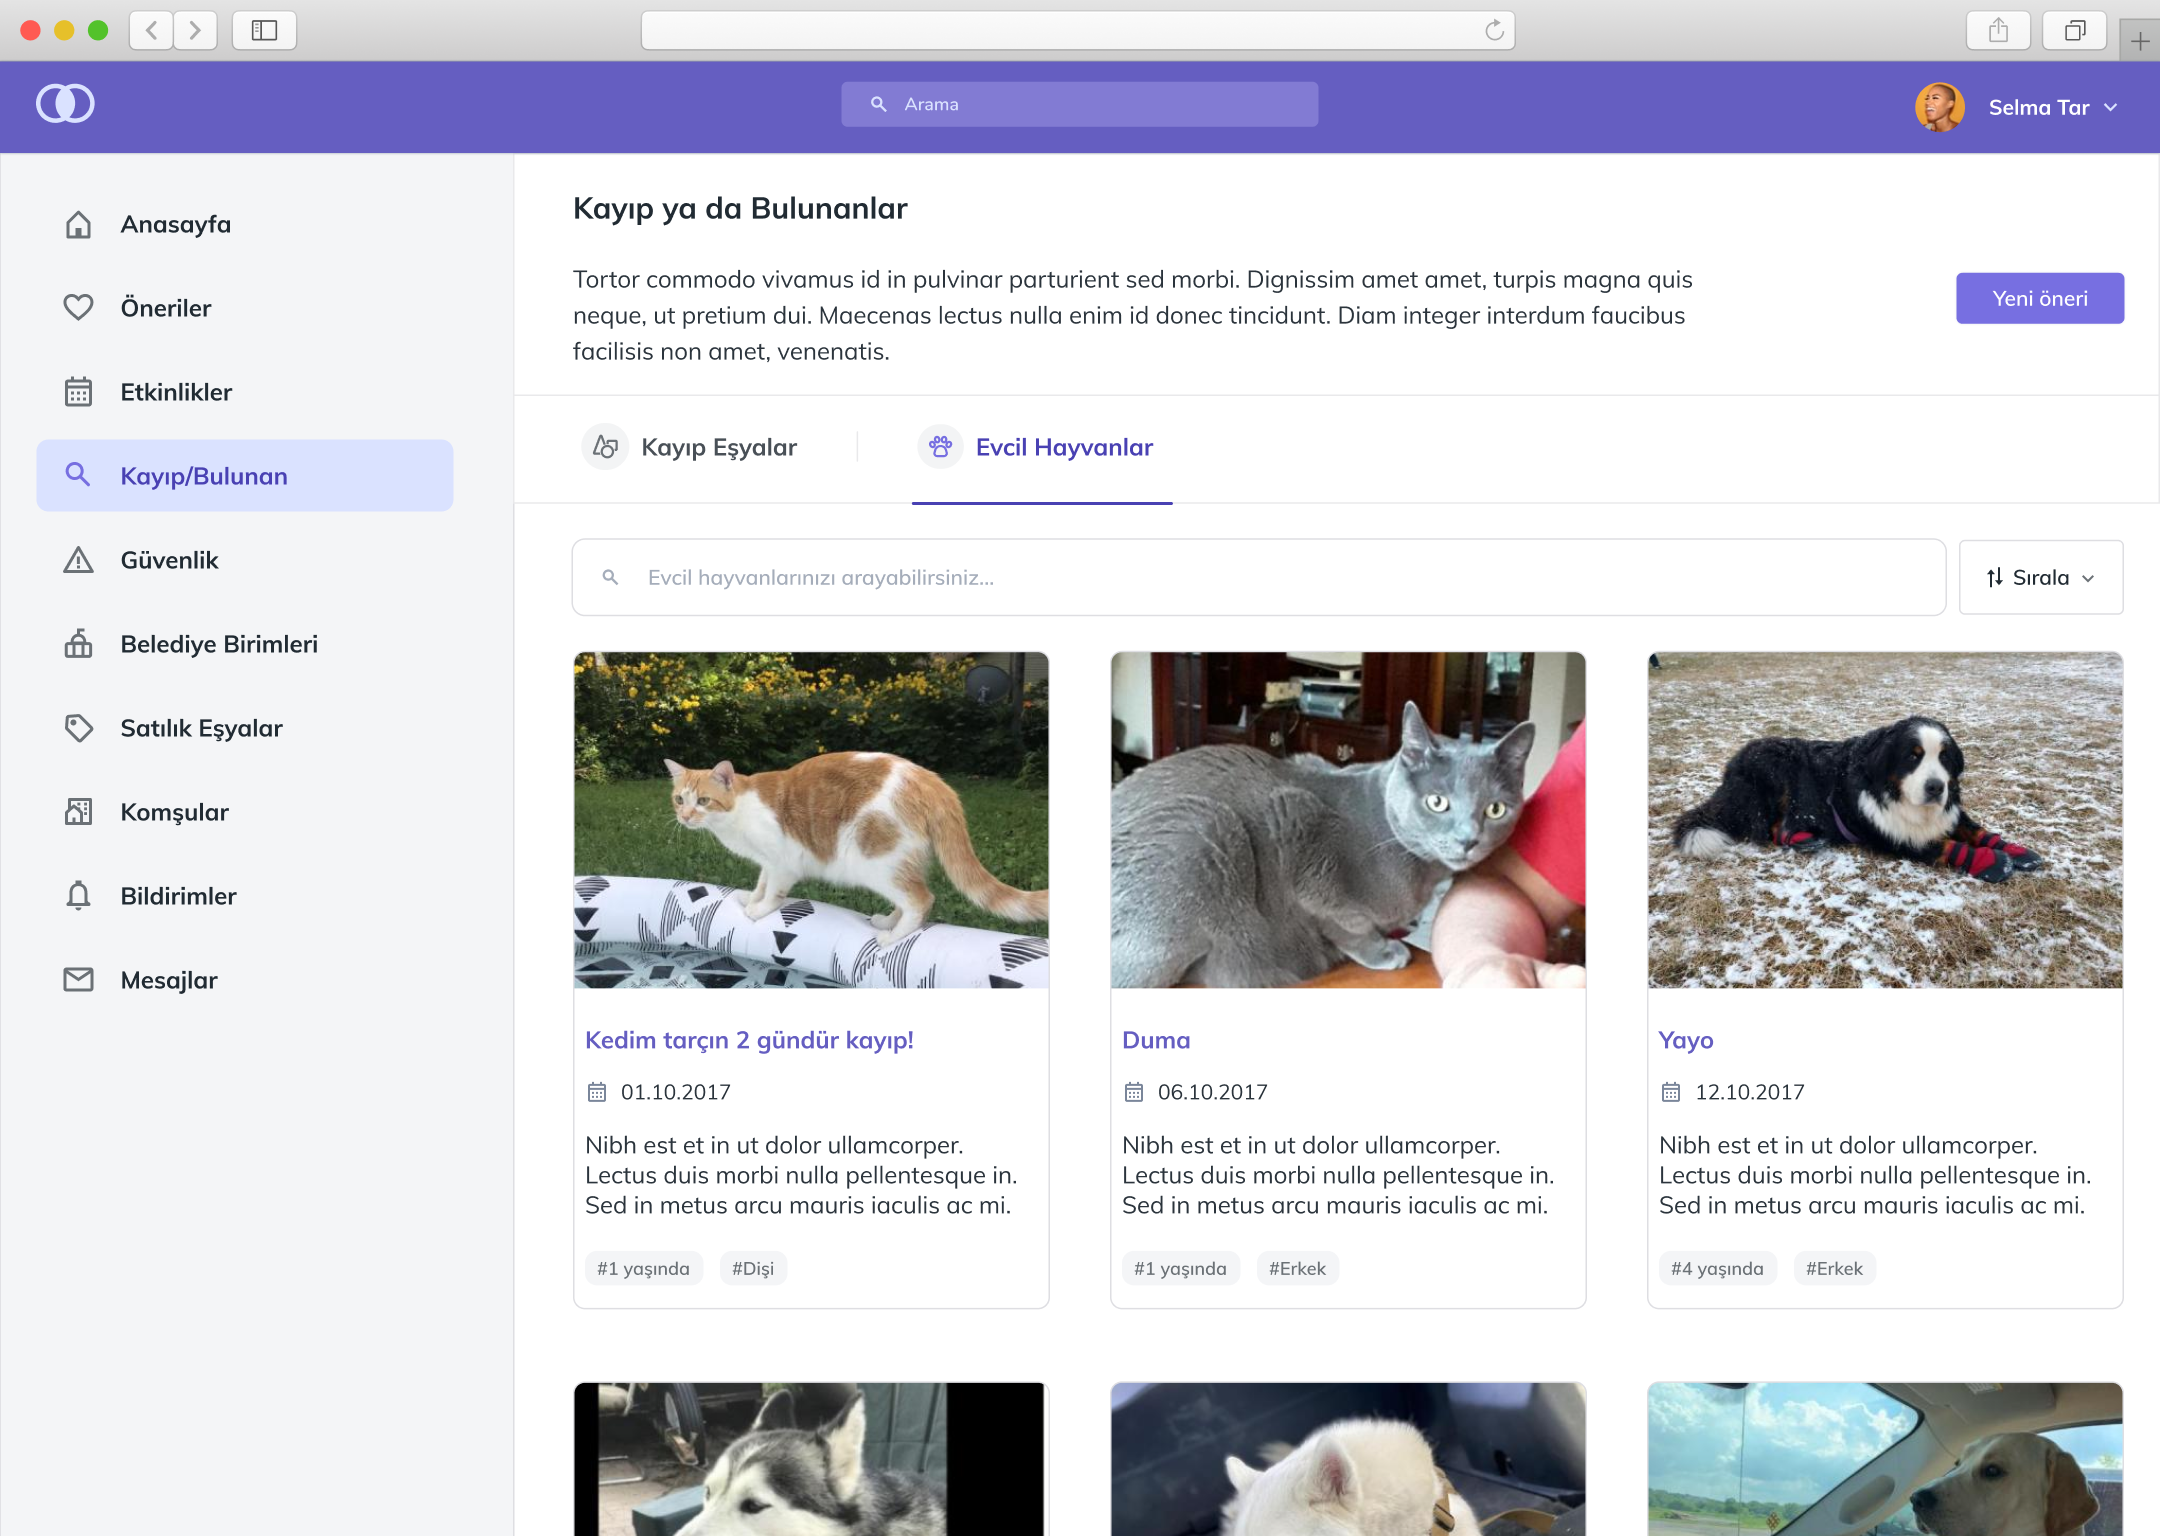 Arama
Selma Tar
Anasayfa
Öneriler
Etkinlikler
Kayıp/Bulunan
Güvenlik
Belediye Birimleri
Satılık Eşyalar
Komşular
Bildirimler
Mesajlar
Kayıp ya da Bulunanlar
Tortor commodo vivamus id in pulvinar parturient sed morbi. Dignissim amet amet, turpis magna quis
neque, ut pretium dui. Maecenas lectus nulla enim id donec tincidunt. Diam integer interdum faucibus
facilisis non amet, venenatis.
Yeni öneri
Kayıp Eşyalar
Evcil Hayvanlar
Evcil hayvanlarınızı arayabilirsiniz...
Sırala
Kedim tarçın 2 gündür kayıp!
01.10.2017
Nibh est et in ut dolor ullamcorper.
Lectus duis morbi nulla pellentesque in.
Sed in metus arcu mauris iaculis ac mi.
#1 yaşında #Dişi
Duma
06.10.2017
Nibh est et in ut dolor ullamcorper.
Lectus duis morbi nulla pellentesque in.
Sed in metus arcu mauris iaculis ac mi.
#1 yaşında #Erkek
Yayo
12.10.2017
Nibh est et in ut dolor ullamcorper.
Lectus duis morbi nulla pellentesque in.
Sed in metus arcu mauris iaculis ac mi.
#4 yaşında #Erkek